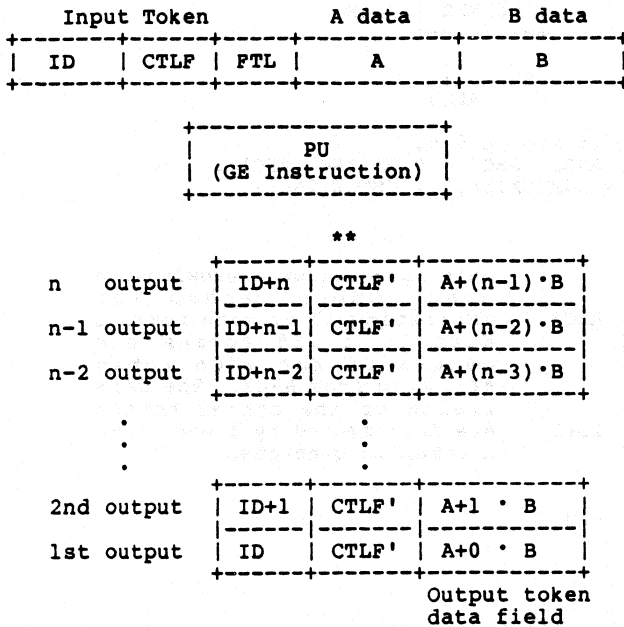 Input Token A data B data
| ID | CTLF | FTL | A | B |
PU
(GE Instruction)
**
n output | ID+n | CTLF' | A+(n-1)·B |
n-1 output | ID+n-1 | CTLF' | A+(n-2)·B |
n-2 output | ID+n-2 | CTLF' | A+(n-3)·B |
2nd output | ID+1 | CTLF' | A+1 · B |
1st output | ID | CTLF' | A+0 · B |
Output token
data field